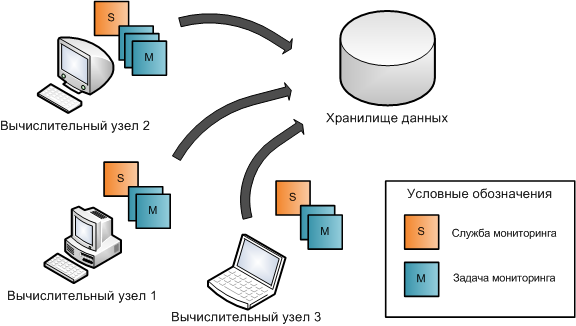 S
M
Вычислительный узел 2
Хранилище данных
S
M
Вычислительный узел 1
S
M
Вычислительный узел 3
Условные обозначения
S Служба мониторинга
M Задача мониторинга